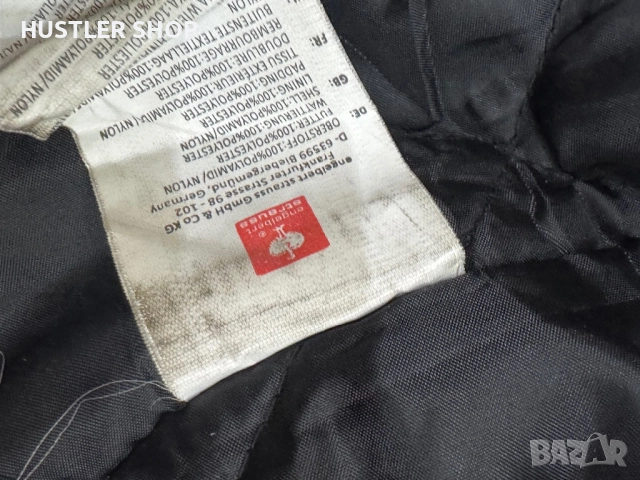 HUSTLER SHOP
engelbert
strauss
®
engelbert strauss GmbH & Co KG
Frankfurter Strasse 98 - 102
D- 63599 Biebergemünd, Germany
DE:
OBERSTOFF:100%POLYAMID/ NYLON
FUTTER:100%POLYESTER
WATTIERUNG:100%POLYESTER
GB:
SHELL:100%POLYAMID/ NYLON
LINING:100%POLYESTER
PADDING:100%POLYESTER
FR:
TISSU EXTÉRIEUR:100%POLYAMID/ NYLON
DOUBLURE:100%POLYESTER
REMBOURRAGE:100%POLYESTER
BUITENSTE TEXTIELLAAG:100%POLYAMID/ NYLON
BAZAR